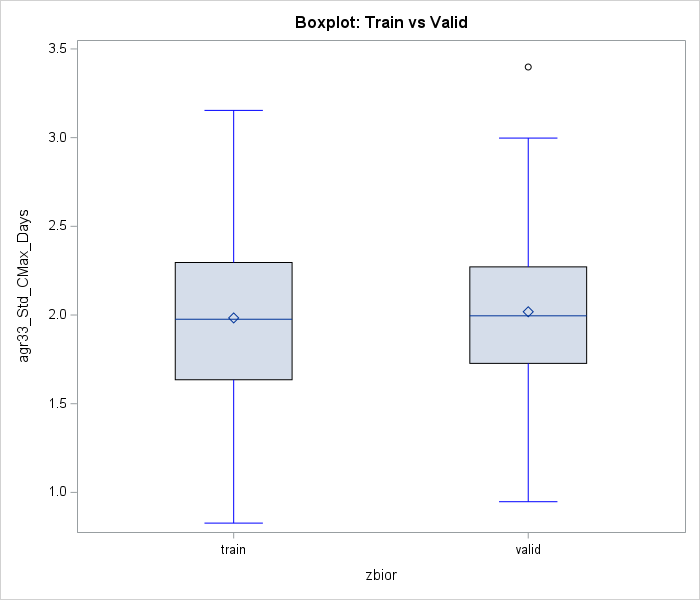 Boxplot: Train vs Valid
3.5
3.0
2.5
2.0
1.5
1.0
agr33_Std_CMax_Days
train
valid
zbior